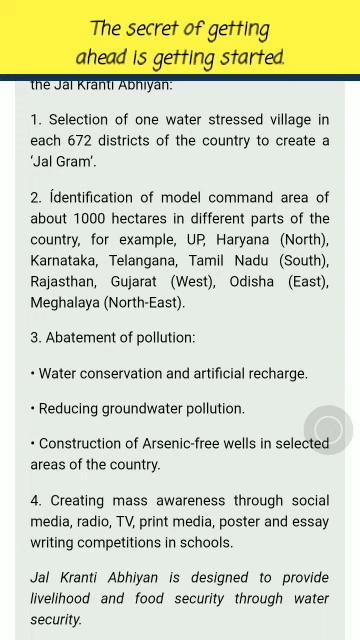 The secret of getting
ahead is getting started.
the Jal Kranti Abhiyan:
1. Selection of one water stressed village in
each 672 districts of the country to create a
‘Jal Gram’.
2. Ídentification of model command area of
about 1000 hectares in different parts of the
country, for example, UP, Haryana (North),
Karnataka, Telangana, Tamil Nadu (South),
Rajasthan, Gujarat (West), Odisha (East),
Meghalaya (North-East).
3. Abatement of pollution:
• Water conservation and artificial recharge.
• Reducing groundwater pollution.
• Construction of Arsenic-free wells in selected
areas of the country.
4. Creating mass awareness through social
media, radio, TV, print media, poster and essay
writing competitions in schools.
Jal Kranti Abhiyan is designed to provide
livelihood and food security through water
security.